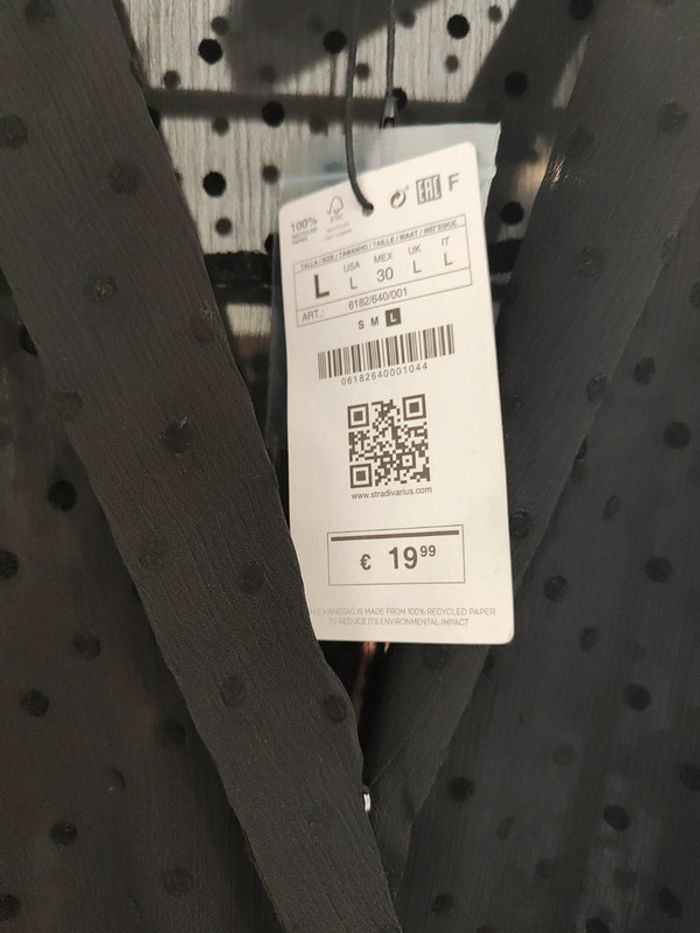 100%
RECYCLED
PAPER
FSC
EAC F
TALLA / SIZE / TAMANHO / TAILLE / MAAT / ΜΕΓΕΘΟΣ
L
USA
L
MEX
30
UK
L
IT
L
ART.: 6182/640/001
S M L
06182640001044
www.stradivarius.com
€ 19⁹⁹
HANGTAG IS MADE FROM 100% RECYCLED PAPER
TO REDUCE ITS ENVIRONMENTAL IMPACT